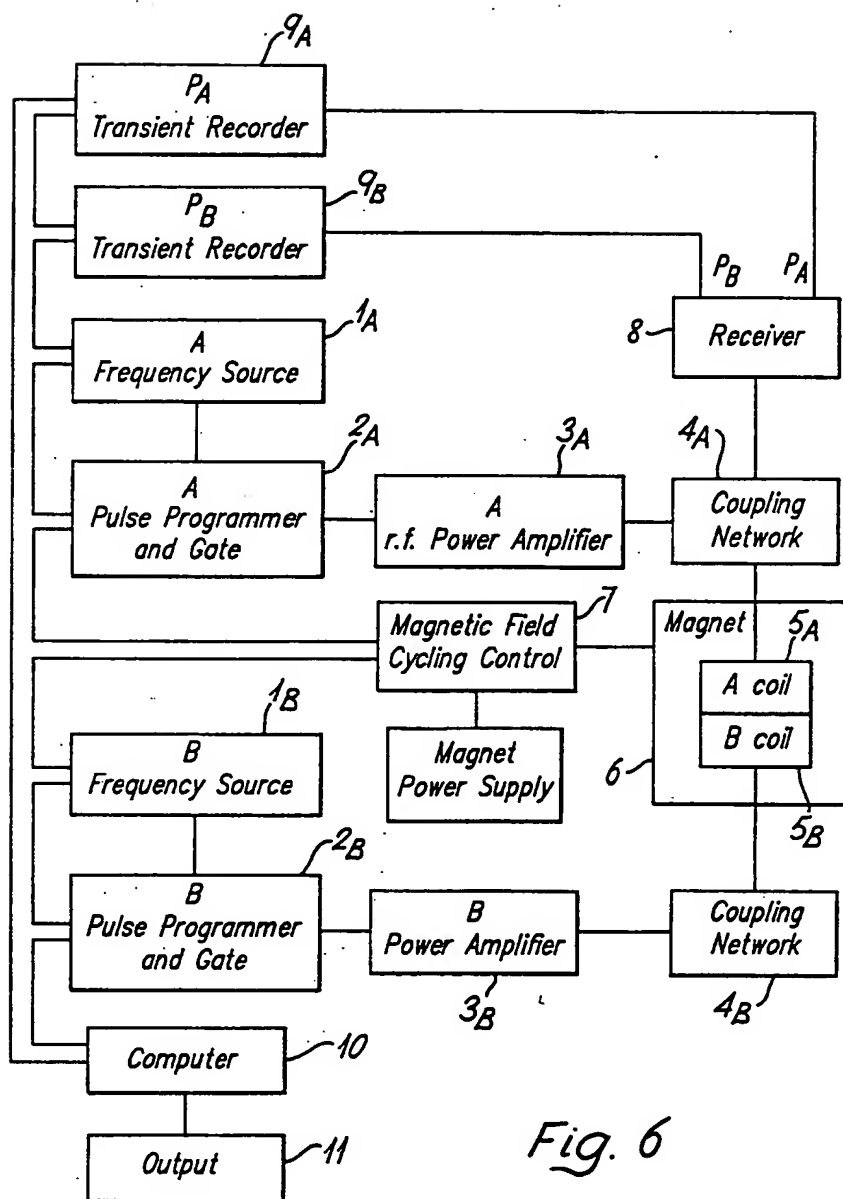 9A
PA
Transient Recorder
9B
PB
Transient Recorder
PB PA
1A
A
Frequency Source
8
Receiver
2A
A
Pulse Programmer
and Gate
3A
A
r.f. Power Amplifier
4A
Coupling
Network
7
Magnetic Field
Cycling Control
Magnet
5A
A coil
B coil
6
5B
1B
B
Frequency Source
Magnet
Power Supply
2B
B
Pulse Programmer
and Gate
B
Power Amplifier
3B
Coupling
Network
4B
Computer
10
Output
11
Fig. 6